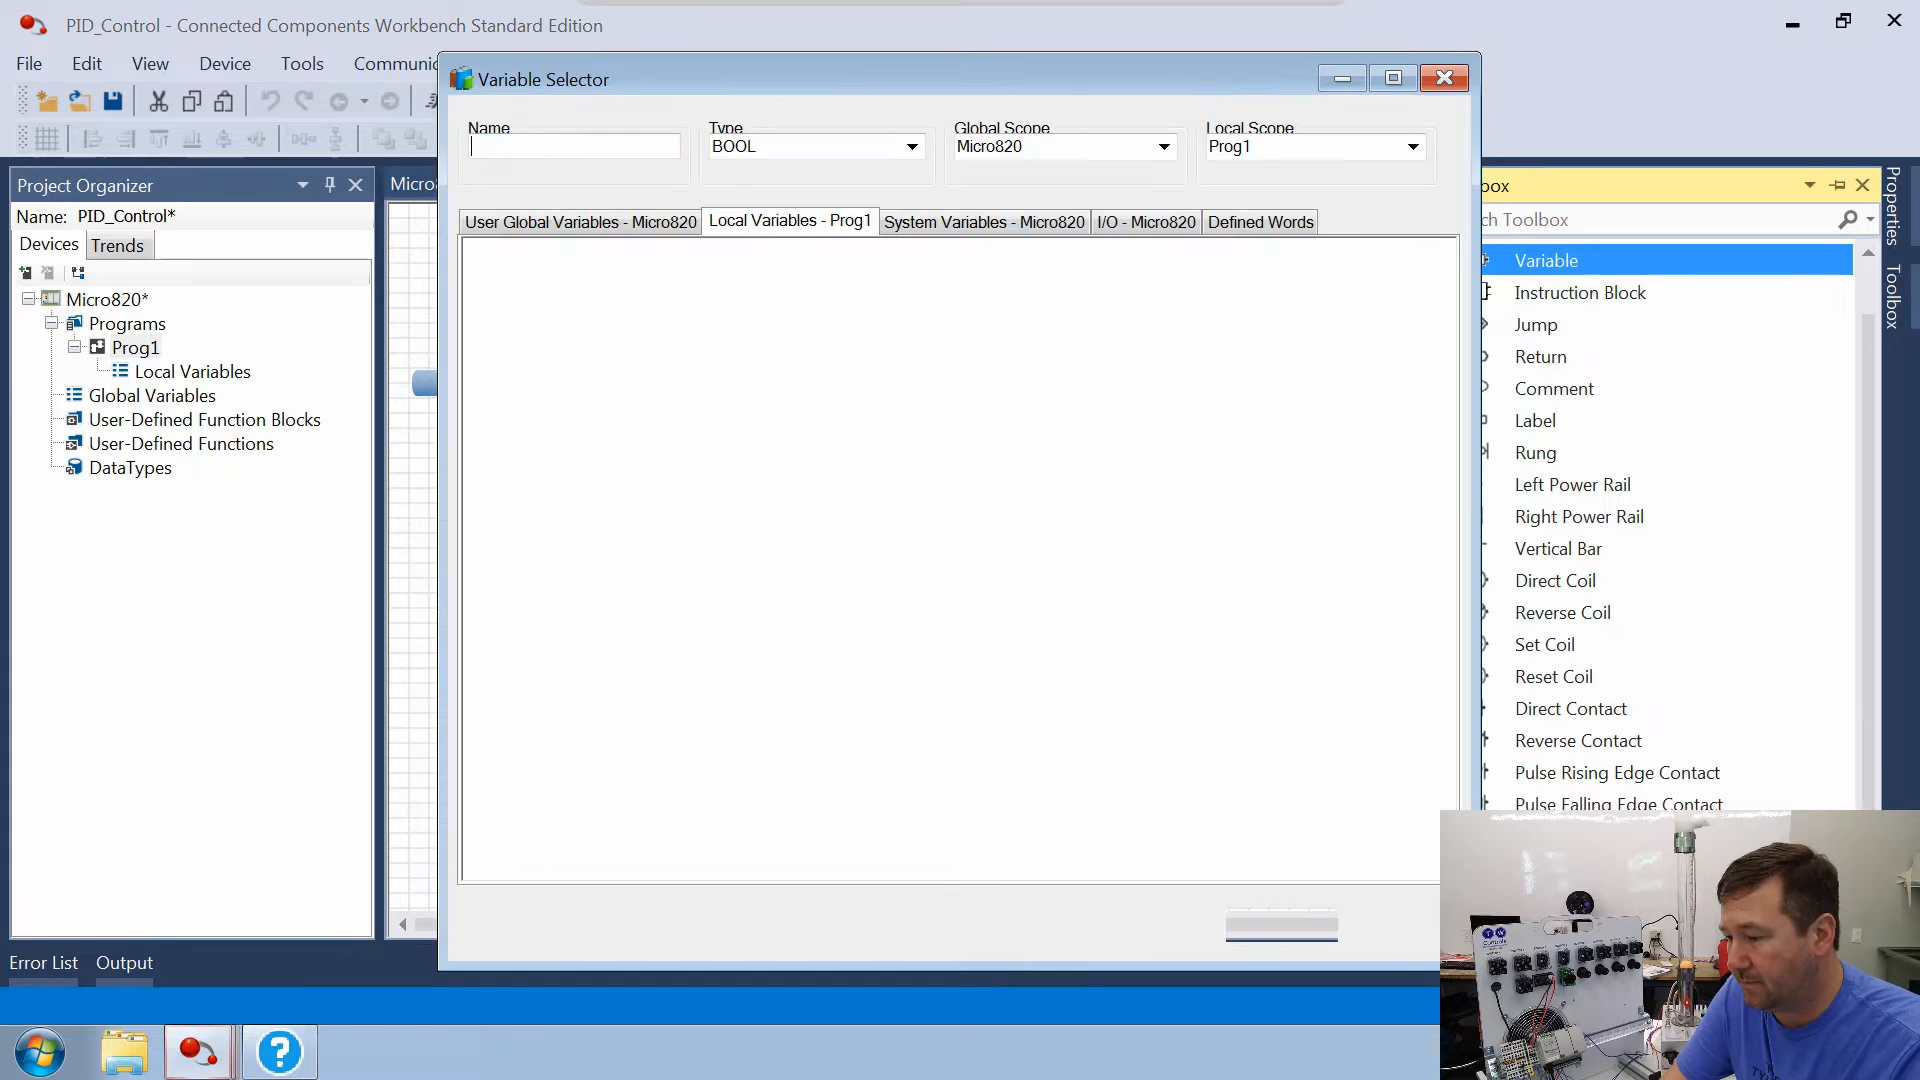 PID_Control - Connected Components Workbench Standard Edition
File Edit View Device Tools
Variable Selector
Name Type Global Scope Local Scope
BOOL Micro820 Prog1
Project Organizer
Name: PID_Control*
Devices Trends
Micro820*
Programs
Prog1
Local Variables
Global Variables
User-Defined Function Blocks
User-Defined Functions
DataTypes
User Global Variables - Micro820 Local Variables - Prog1 System Variables - Micro820 I/O - Micro820 Defined Words
Toolbox
Variable
Instruction Block
Jump
Return
Comment
Label
Rung
Left Power Rail
Right Power Rail
Vertical Bar
Direct Coil
Reverse Coil
Set Coil
Reset Coil
Direct Contact
Reverse Contact
Pulse Rising Edge Contact
Pulse Falling Edge Contact
Properties
Toolbox
Error List Output
TW